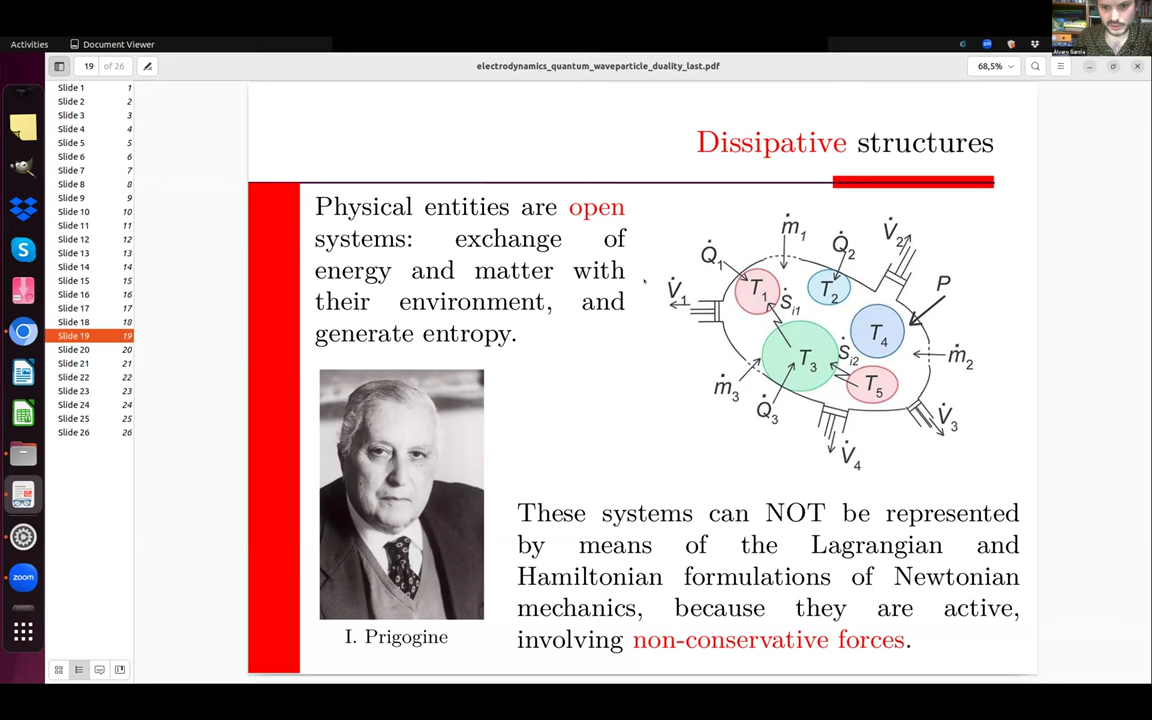 Activities
Document Viewer
Álvaro García
19 of 26
electrodynamics_quantum_waveparticle_duality_last.pdf
68,5%
Slide 1 1
Slide 2 2
Slide 3 3
Slide 4 4
Slide 5 5
Slide 6 6
Slide 7 7
Slide 8 8
Slide 9 9
Slide 10 10
Slide 11 11
Slide 12 12
Slide 13 13
Slide 14 14
Slide 15 15
Slide 16 16
Slide 17 17
Slide 18 18
Slide 19 19
Slide 20 20
Slide 21 21
Slide 22 22
Slide 23 23
Slide 24 24
Slide 25 25
Slide 26 26
zoom
Dissipative structures
Physical entities are open
systems: exchange of
energy and matter with
their environment, and
generate entropy.
ṁ1
Q̇1
Q̇2
V̇2
V̇1
T1
T2
P
Ṡi1
T4
T3
Ṡi2
ṁ2
ṁ3
T5
Q̇3
V̇3
V̇4
I. Prigogine
These systems can NOT be represented
by means of the Lagrangian and
Hamiltonian formulations of Newtonian
mechanics, because they are active,
involving non-conservative forces.